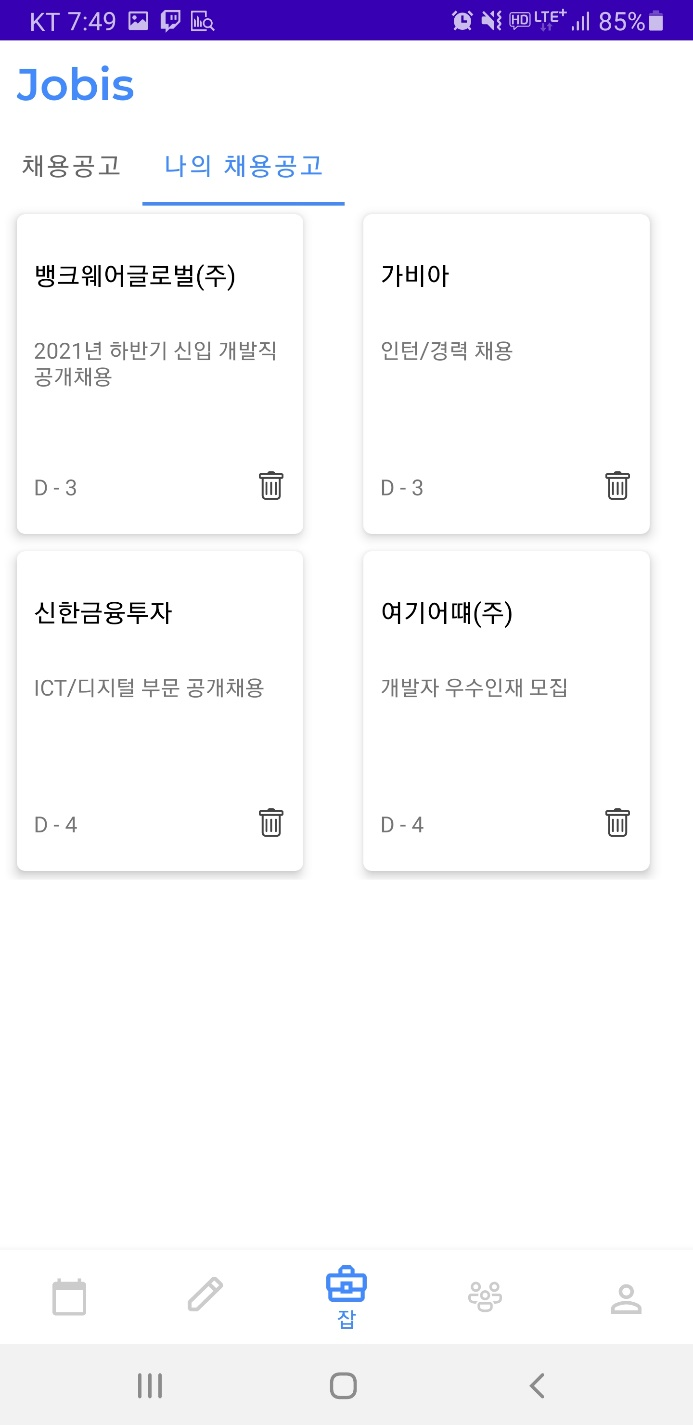 KT 7:49
HD LTE+ 85%
Jobis
채용공고 나의 채용공고
뱅크웨어글로벌(주)
2021년 하반기 신입 개발직
공개채용
D - 3
가비아
인턴/경력 채용
D - 3
신한금융투자
ICT/디지털 부문 공개채용
D - 4
여기어떄(주)
개발자 우수인재 모집
D - 4
잡